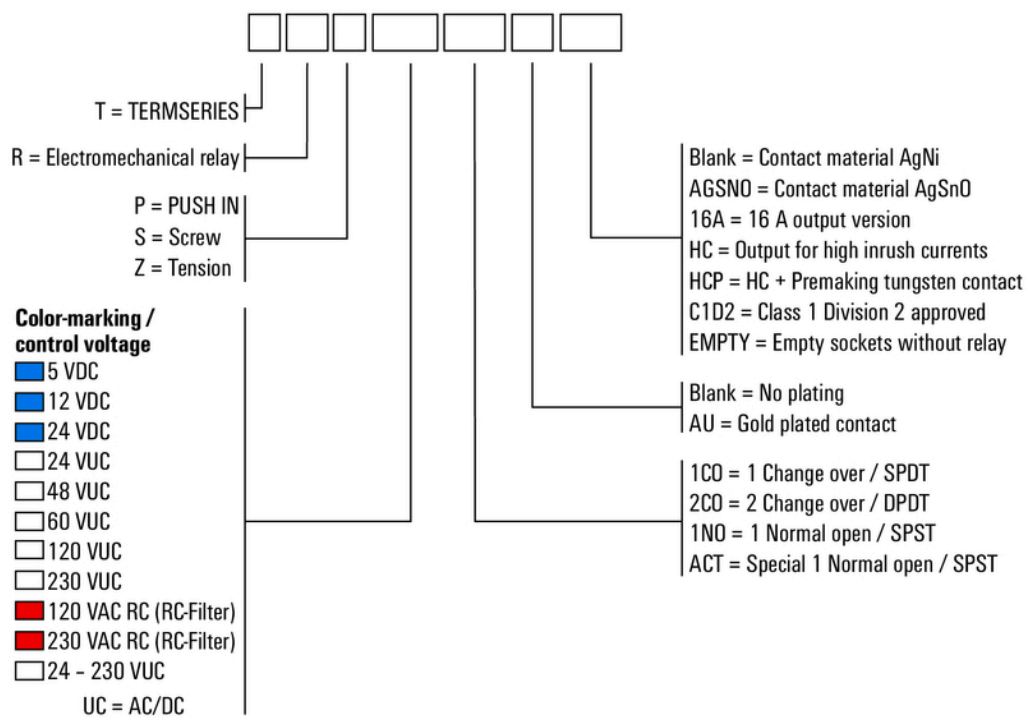 T = TERMSERIES
R = Electromechanical relay
P = PUSH IN
S = Screw
Z = Tension
Color-marking /
control voltage
5 VDC
12 VDC
24 VDC
24 VUC
48 VUC
60 VUC
120 VUC
230 VUC
120 VAC RC (RC-Filter)
230 VAC RC (RC-Filter)
24 – 230 VUC
UC = AC/DC
Blank = Contact material AgNi
AGSNO = Contact material AgSnO
16A = 16 A output version
HC = Output for high inrush currents
HCP = HC + Premaking tungsten contact
C1D2 = Class 1 Division 2 approved
EMPTY = Empty sockets without relay
Blank = No plating
AU = Gold plated contact
1CO = 1 Change over / SPDT
2CO = 2 Change over / DPDT
1NO = 1 Normal open / SPST
ACT = Special 1 Normal open / SPST